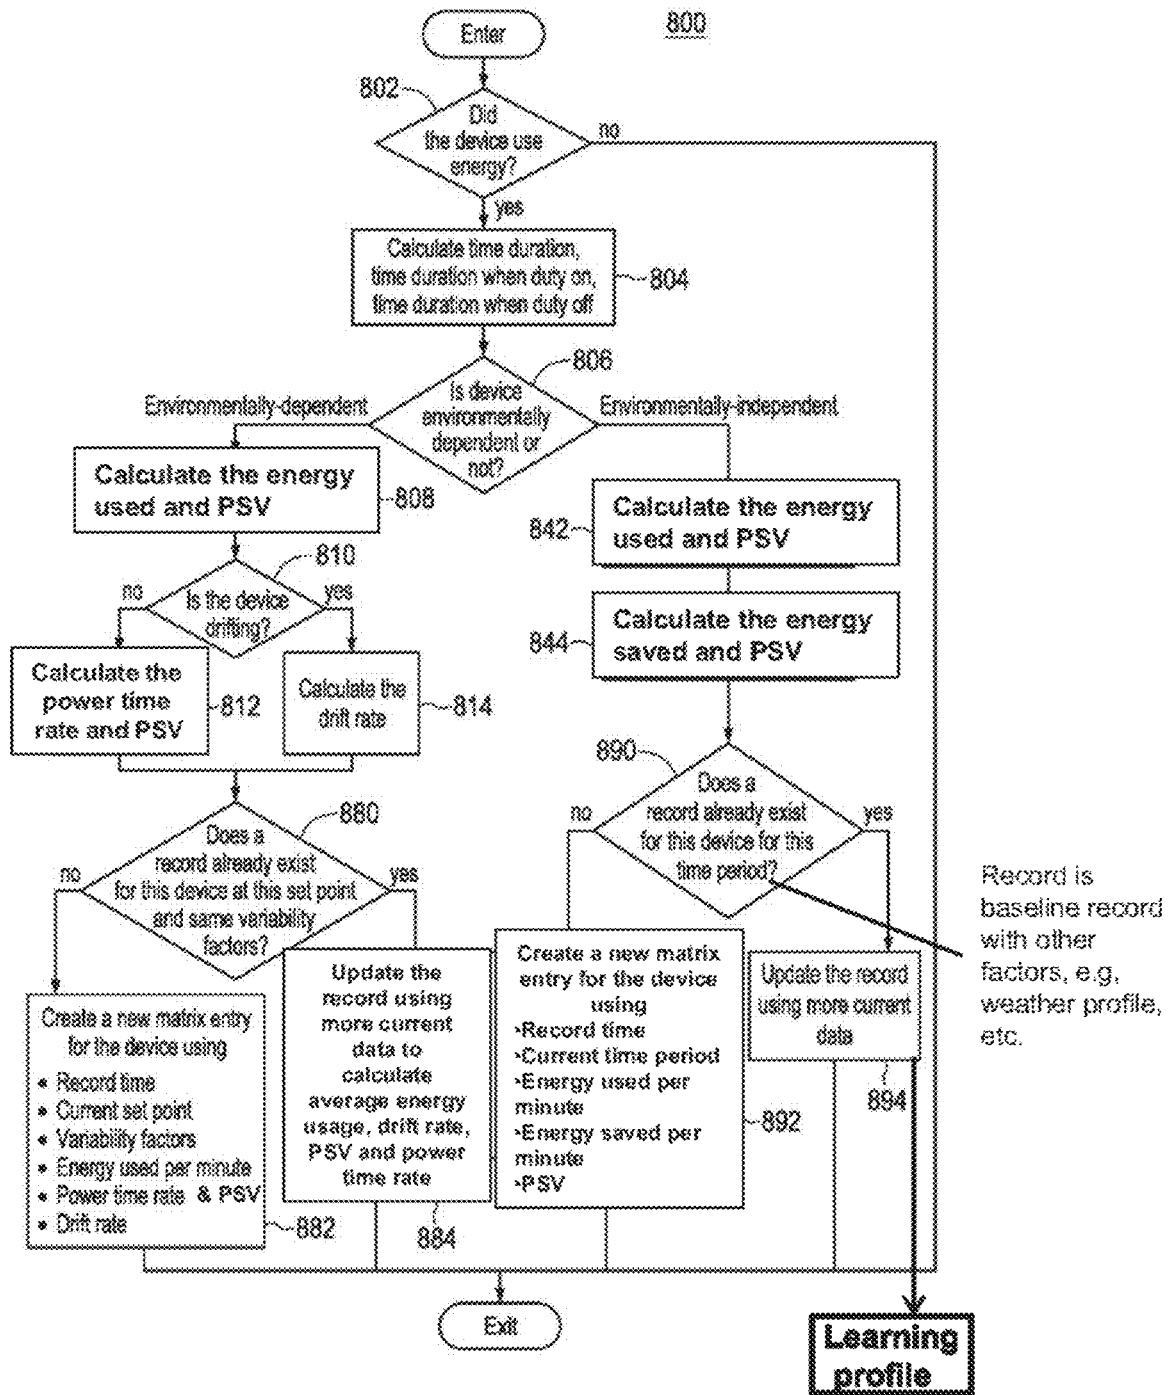 800
Enter
802
Did
the device use
energy?
no
yes
Calculate time duration,
time duration when duty on,
time duration when duty off
804
806
Is device
environmentally
dependent or
not?
Environmentally-dependent
Environmentally-independent
Calculate the energy
used and PSV
808
842
Calculate the energy
used and PSV
810
Is the device
drifting?
no
yes
844
Calculate the energy
saved and PSV
Calculate the
power time
rate and PSV
812
Calculate the
drift rate
814
890
Does a
record already exist
for this device for this
time period?
no
yes
880
Does a
record already exist
for this device at this set point
and same variability
factors?
no
yes
Record is
baseline record
with other
factors, e.g,
weather profile,
etc.
Create a new matrix entry
for the device using
• Record time
• Current set point
• Variability factors
• Energy used per minute
• Power time rate & PSV
• Drift rate
882
Update the
record using
more current
data to
calculate
average energy
usage, drift rate,
PSV and power
time rate
884
Create a new matrix
entry for the device
using
•Record time
•Current time period
•Energy used per
minute
•Energy saved per
minute
•PSV
892
Update the record
using more current
data
894
Exit
Learning
profile